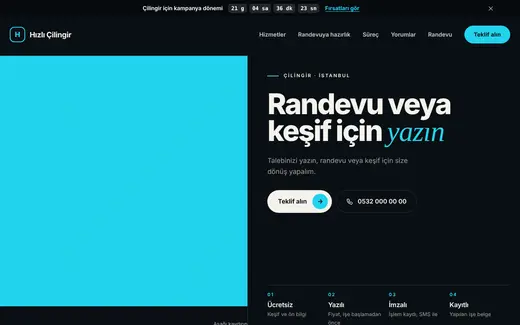 Çilingir için kampanya dönemi 21 g 04 sa 36 dk 23 sn Fırsatları gör
H Hızlı Çilingir Hizmetler Randevuya hazırlık Süreç Yorumlar Randevu Teklif alın
ÇİLİNGİR · İSTANBUL
Randevu veya
keşif için yazın
Talebinizi yazın, randevu veya keşif için size
dönüş yapalım.
Teklif alın → 0532 000 00 00
01 02 03 04
Ücretsiz Yazılı İmzalı Kayıtlı
Keşif ve ön bilgi Fiyat, işe başlamadan önce İşlem kaydı, SMS ile Yapılan işi belge